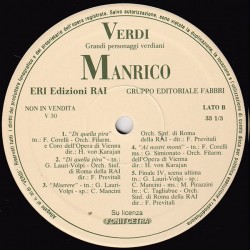 VERDI
Grandi personaggi verdiani
MANRICO
ERI Edizioni RAI
GRUPPO EDITORIALE FABBRI
NON IN VENDITA
V 30
LATO B
33 1/3
1. "Di quella pira"
tn.: F. Corelli - Orch. Filarm.
e Coro dell'Opera di Vienna
dir.: H. von Karajan
2. "Di quella pira" - tn.:
G. Lauri-Volpi - Orch. Sinf.
di Roma della RAI
dir.: F. Previtali
3. "Miserere" - tn.: G. Lauri-
Volpi - sp.: C. Mancini -
Orch. Sinf. di Roma
della RAI - dir.: F. Previtali
4. "Ai nostri monti" - tn.: F.
Corelli - ms.: G. Simionato - Orch.
Filarm. dell'Opera di Vienna -
dir.: H. von Karajan
5. Finale IV, scena ultima
tn.: G. Lauri-Volpi - sp.: C.
Mancini - ms.: M. Pirazzini
br.: C. Tagliabue - Orch.
Sinf. di Roma della RAI -
dir.: F. Previtali
Su licenza
FONIT CETRA